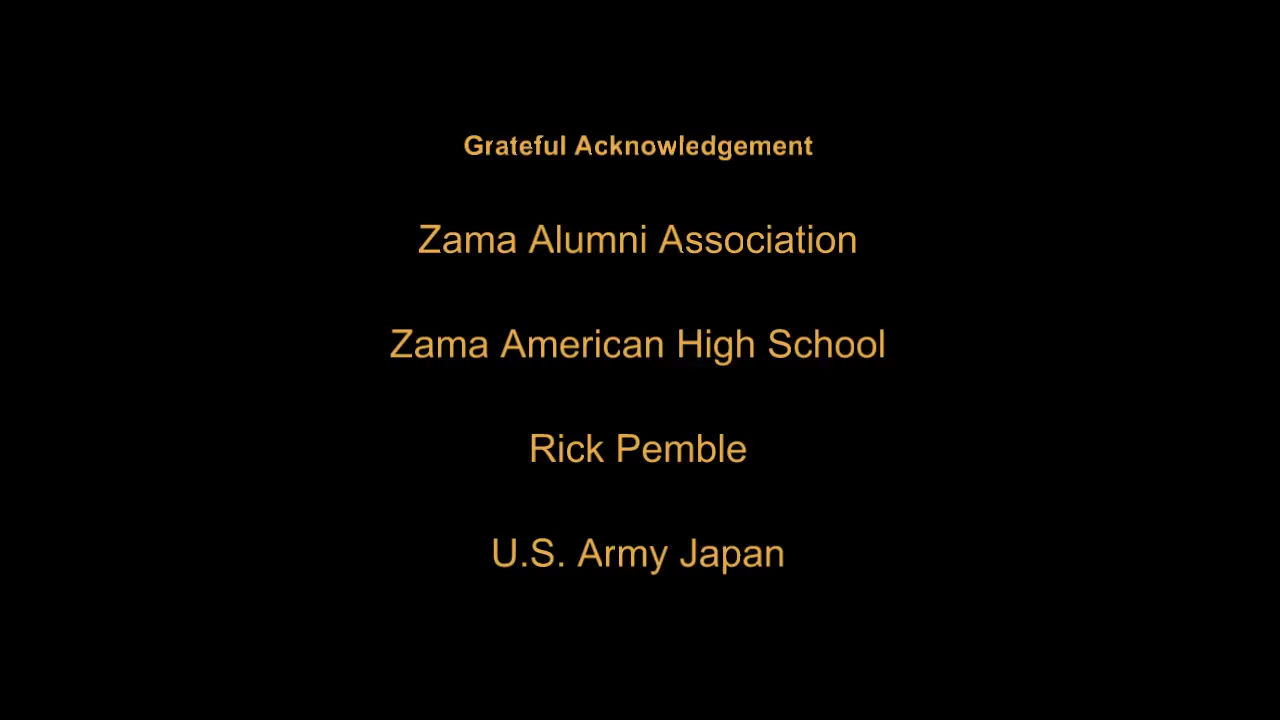 Grateful Acknowledgement
Zama Alumni Association
Zama American High School
Rick Pemble
U.S. Army Japan